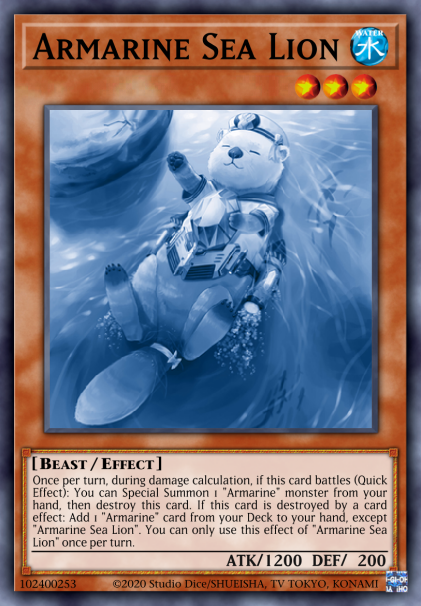 ARMARINE SEA LION
WATER
水
[BEAST / EFFECT]
Once per turn, during damage calculation, if this card battles (Quick
Effect): You can Special Summon 1 "Armarine" monster from your
hand, then destroy this card. If this card is destroyed by a card
effect: Add 1 "Armarine" card from your Deck to your hand, except
"Armarine Sea Lion". You can only use this effect of "Armarine Sea
Lion" once per turn.
ATK/1200 DEF/ 200
102400253 ©2020 Studio Dice/SHUEISHA, TV TOKYO, KONAMI